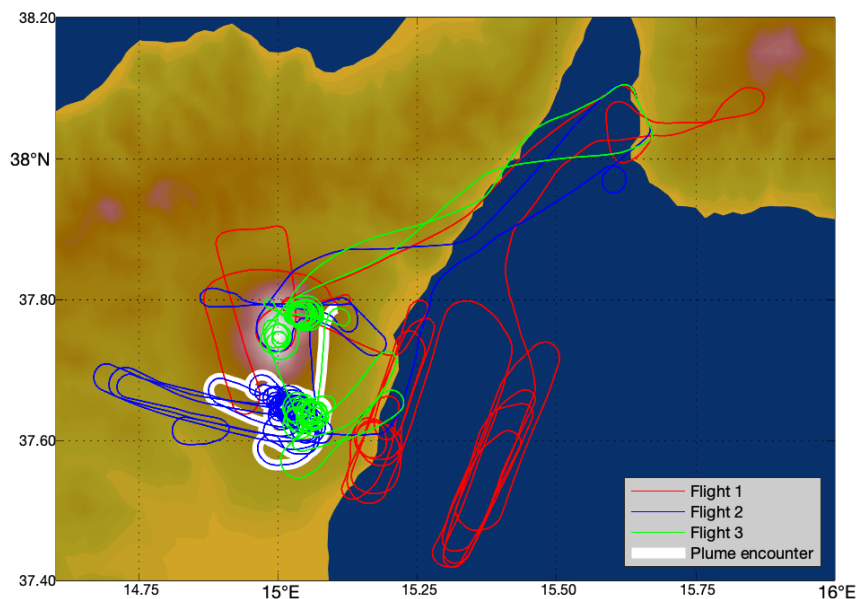 38.20
38°N
37.80
37.60
37.40
14.75
15°E
15.25
15.50
15.75
16°E
Flight 1
Flight 2
Flight 3
Plume encounter